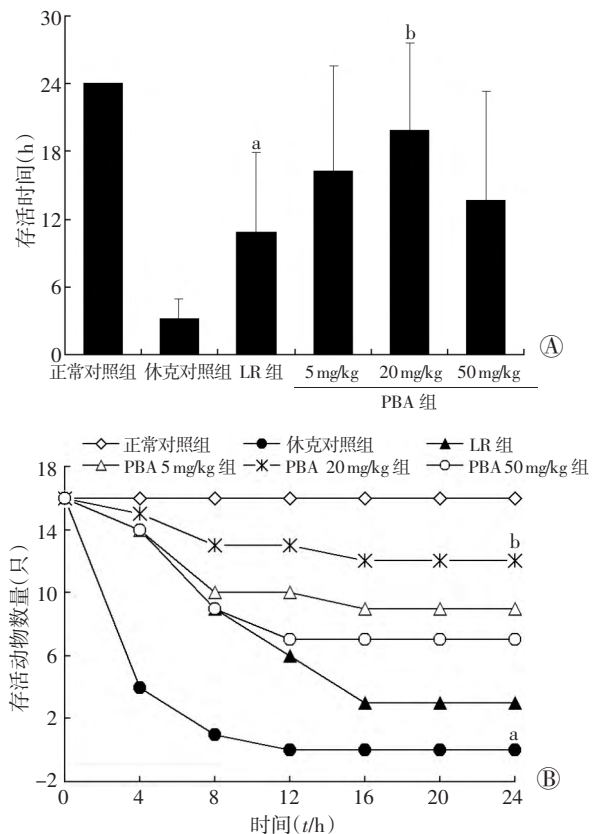 30
24
18
12
6
0
存活时间(h)
a
b
正常对照组 休克对照组 LR 组 5 mg/kg 20 mg/kg 50 mg/kg
PBA 组
Ⓐ
正常对照组 休克对照组 LR 组
PBA 5 mg/kg 组 PBA 20 mg/kg 组 PBA 50 mg/kg 组
18
14
10
6
2
-2
存活动物数量(只)
b
a
0 4 8 12 16 20 24
时间(t/h)
Ⓑ